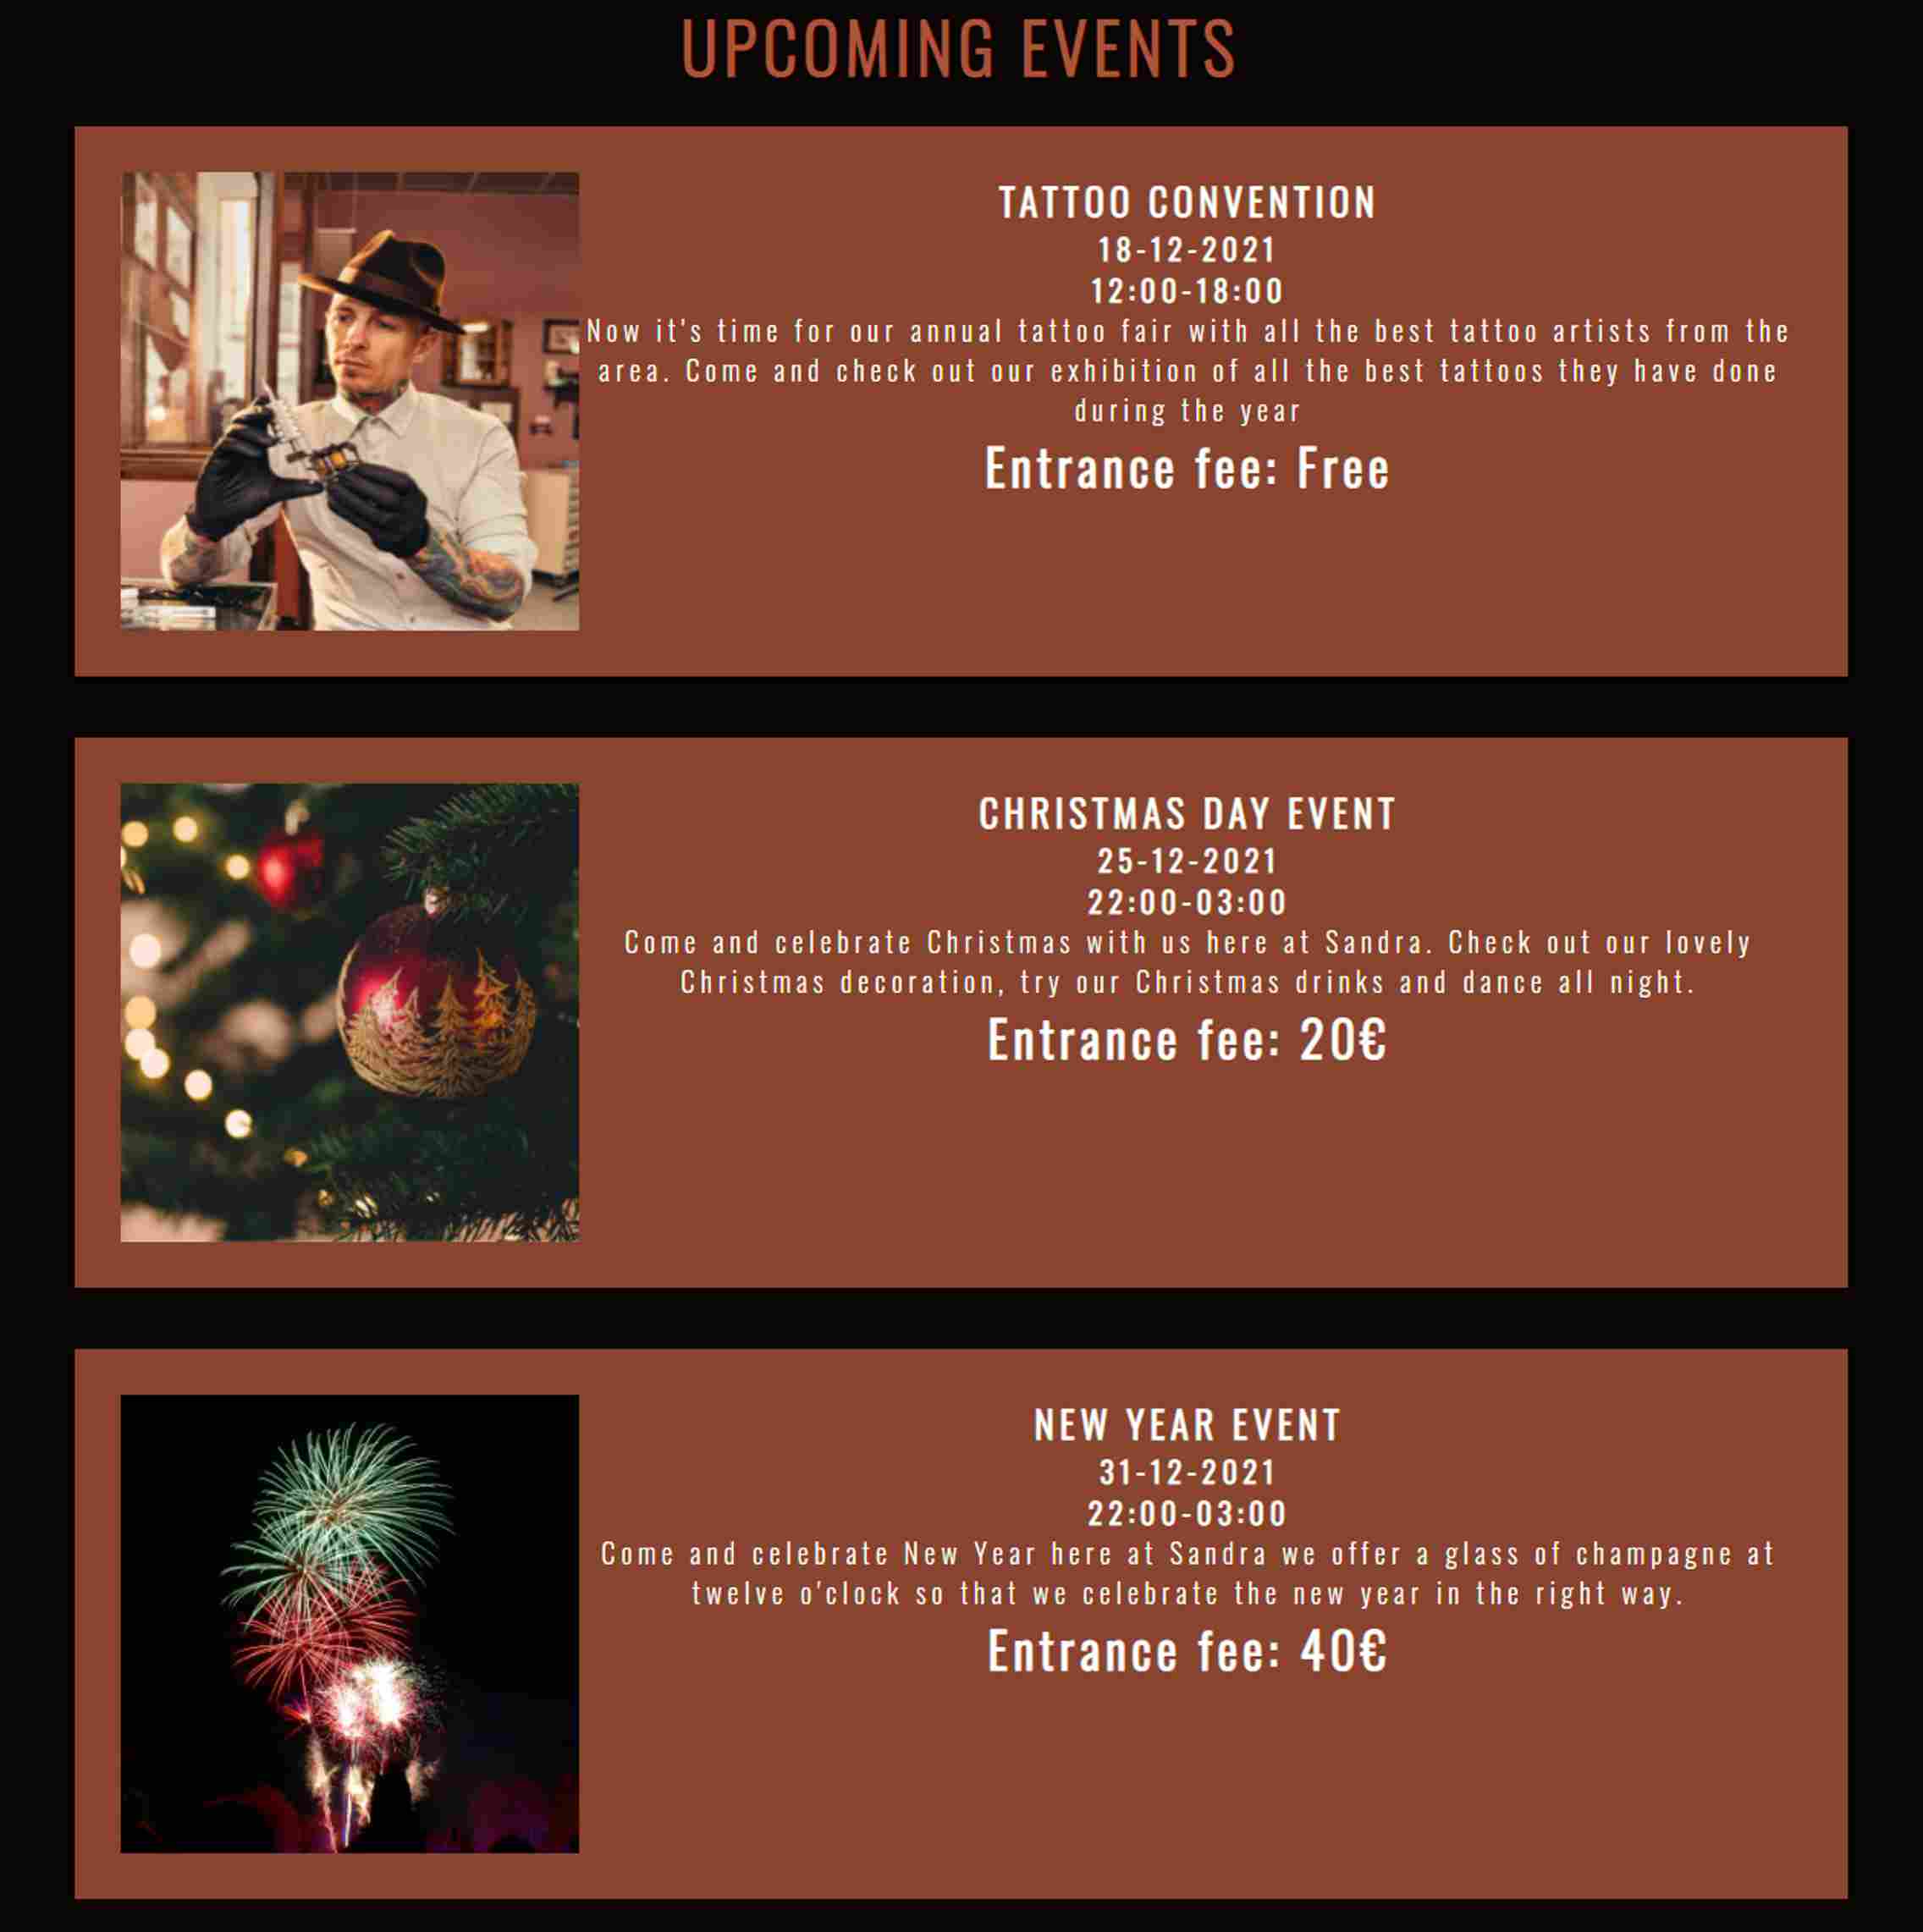 UPCOMING EVENTS
TATTOO CONVENTION
18-12-2021
12:00-18:00
Now it's time for our annual tattoo fair with all the best tattoo artists from the
area. Come and check out our exhibition of all the best tattoos they have done
during the year
Entrance fee: Free
CHRISTMAS DAY EVENT
25-12-2021
22:00-03:00
Come and celebrate Christmas with us here at Sandra. Check out our lovely
Christmas decoration, try our Christmas drinks and dance all night.
Entrance fee: 20€
NEW YEAR EVENT
31-12-2021
22:00-03:00
Come and celebrate New Year here at Sandra we offer a glass of champagne at
twelve o'clock so that we celebrate the new year in the right way.
Entrance fee: 40€